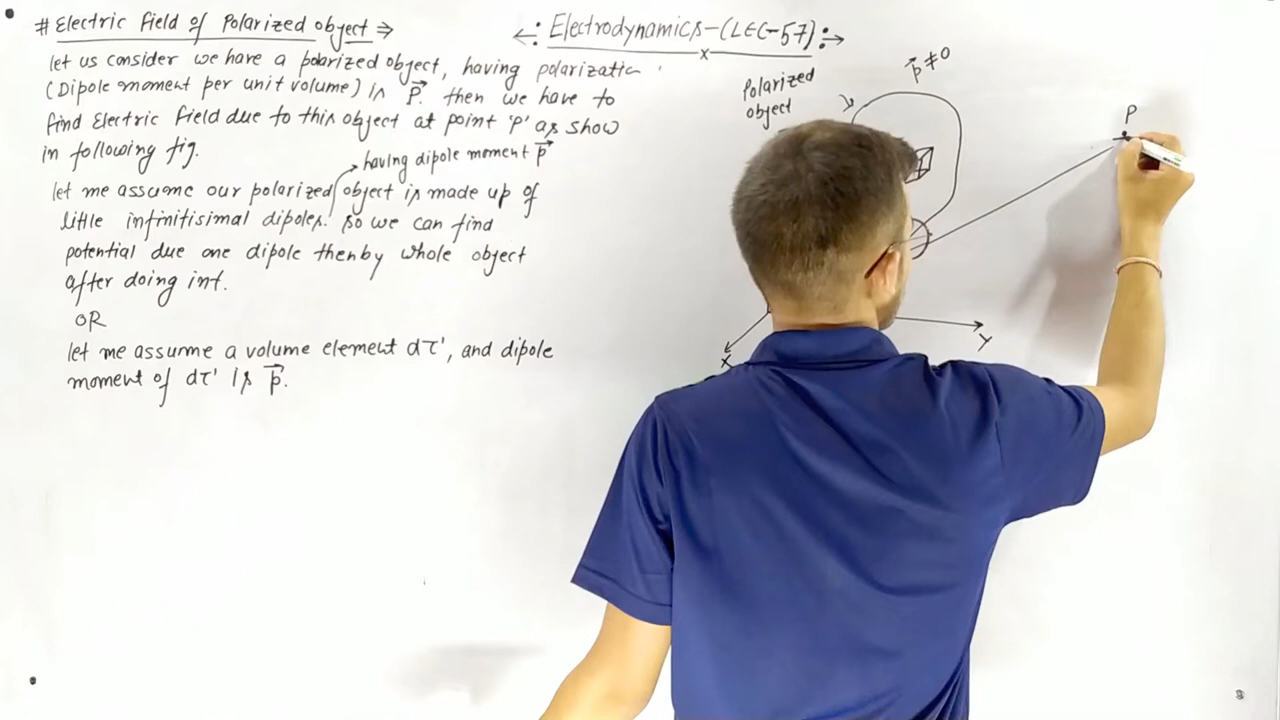 # Electric Field of Polarized object ⇒
←: Electrodynamics-(LEC-57):→
x
let us consider we have a polarized object, having polarizatic
(Dipole moment per unit volume) is P⃗. then we have to
find Electric Field due to this object at point 'P' as show
in following fig.
having dipole moment p⃗
let me assume our polarized object is made up of
little infinitisimal dipoles. so we can find
potential due one dipole then by whole object
after doing int.
OR
let me assume a volume element dτ', and dipole
moment of dτ' is p⃗.
Polarized
object
p⃗≠0
P
X
Y